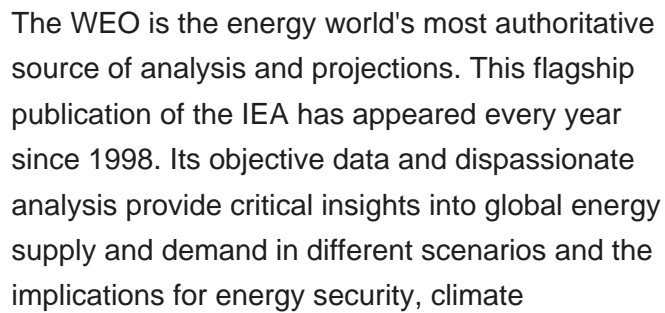 The WEO is the energy world's most authoritative
source of analysis and projections. This flagship
publication of the IEA has appeared every year
since 1998. Its objective data and dispassionate
analysis provide critical insights into global energy
supply and demand in different scenarios and the
implications for energy security, climate